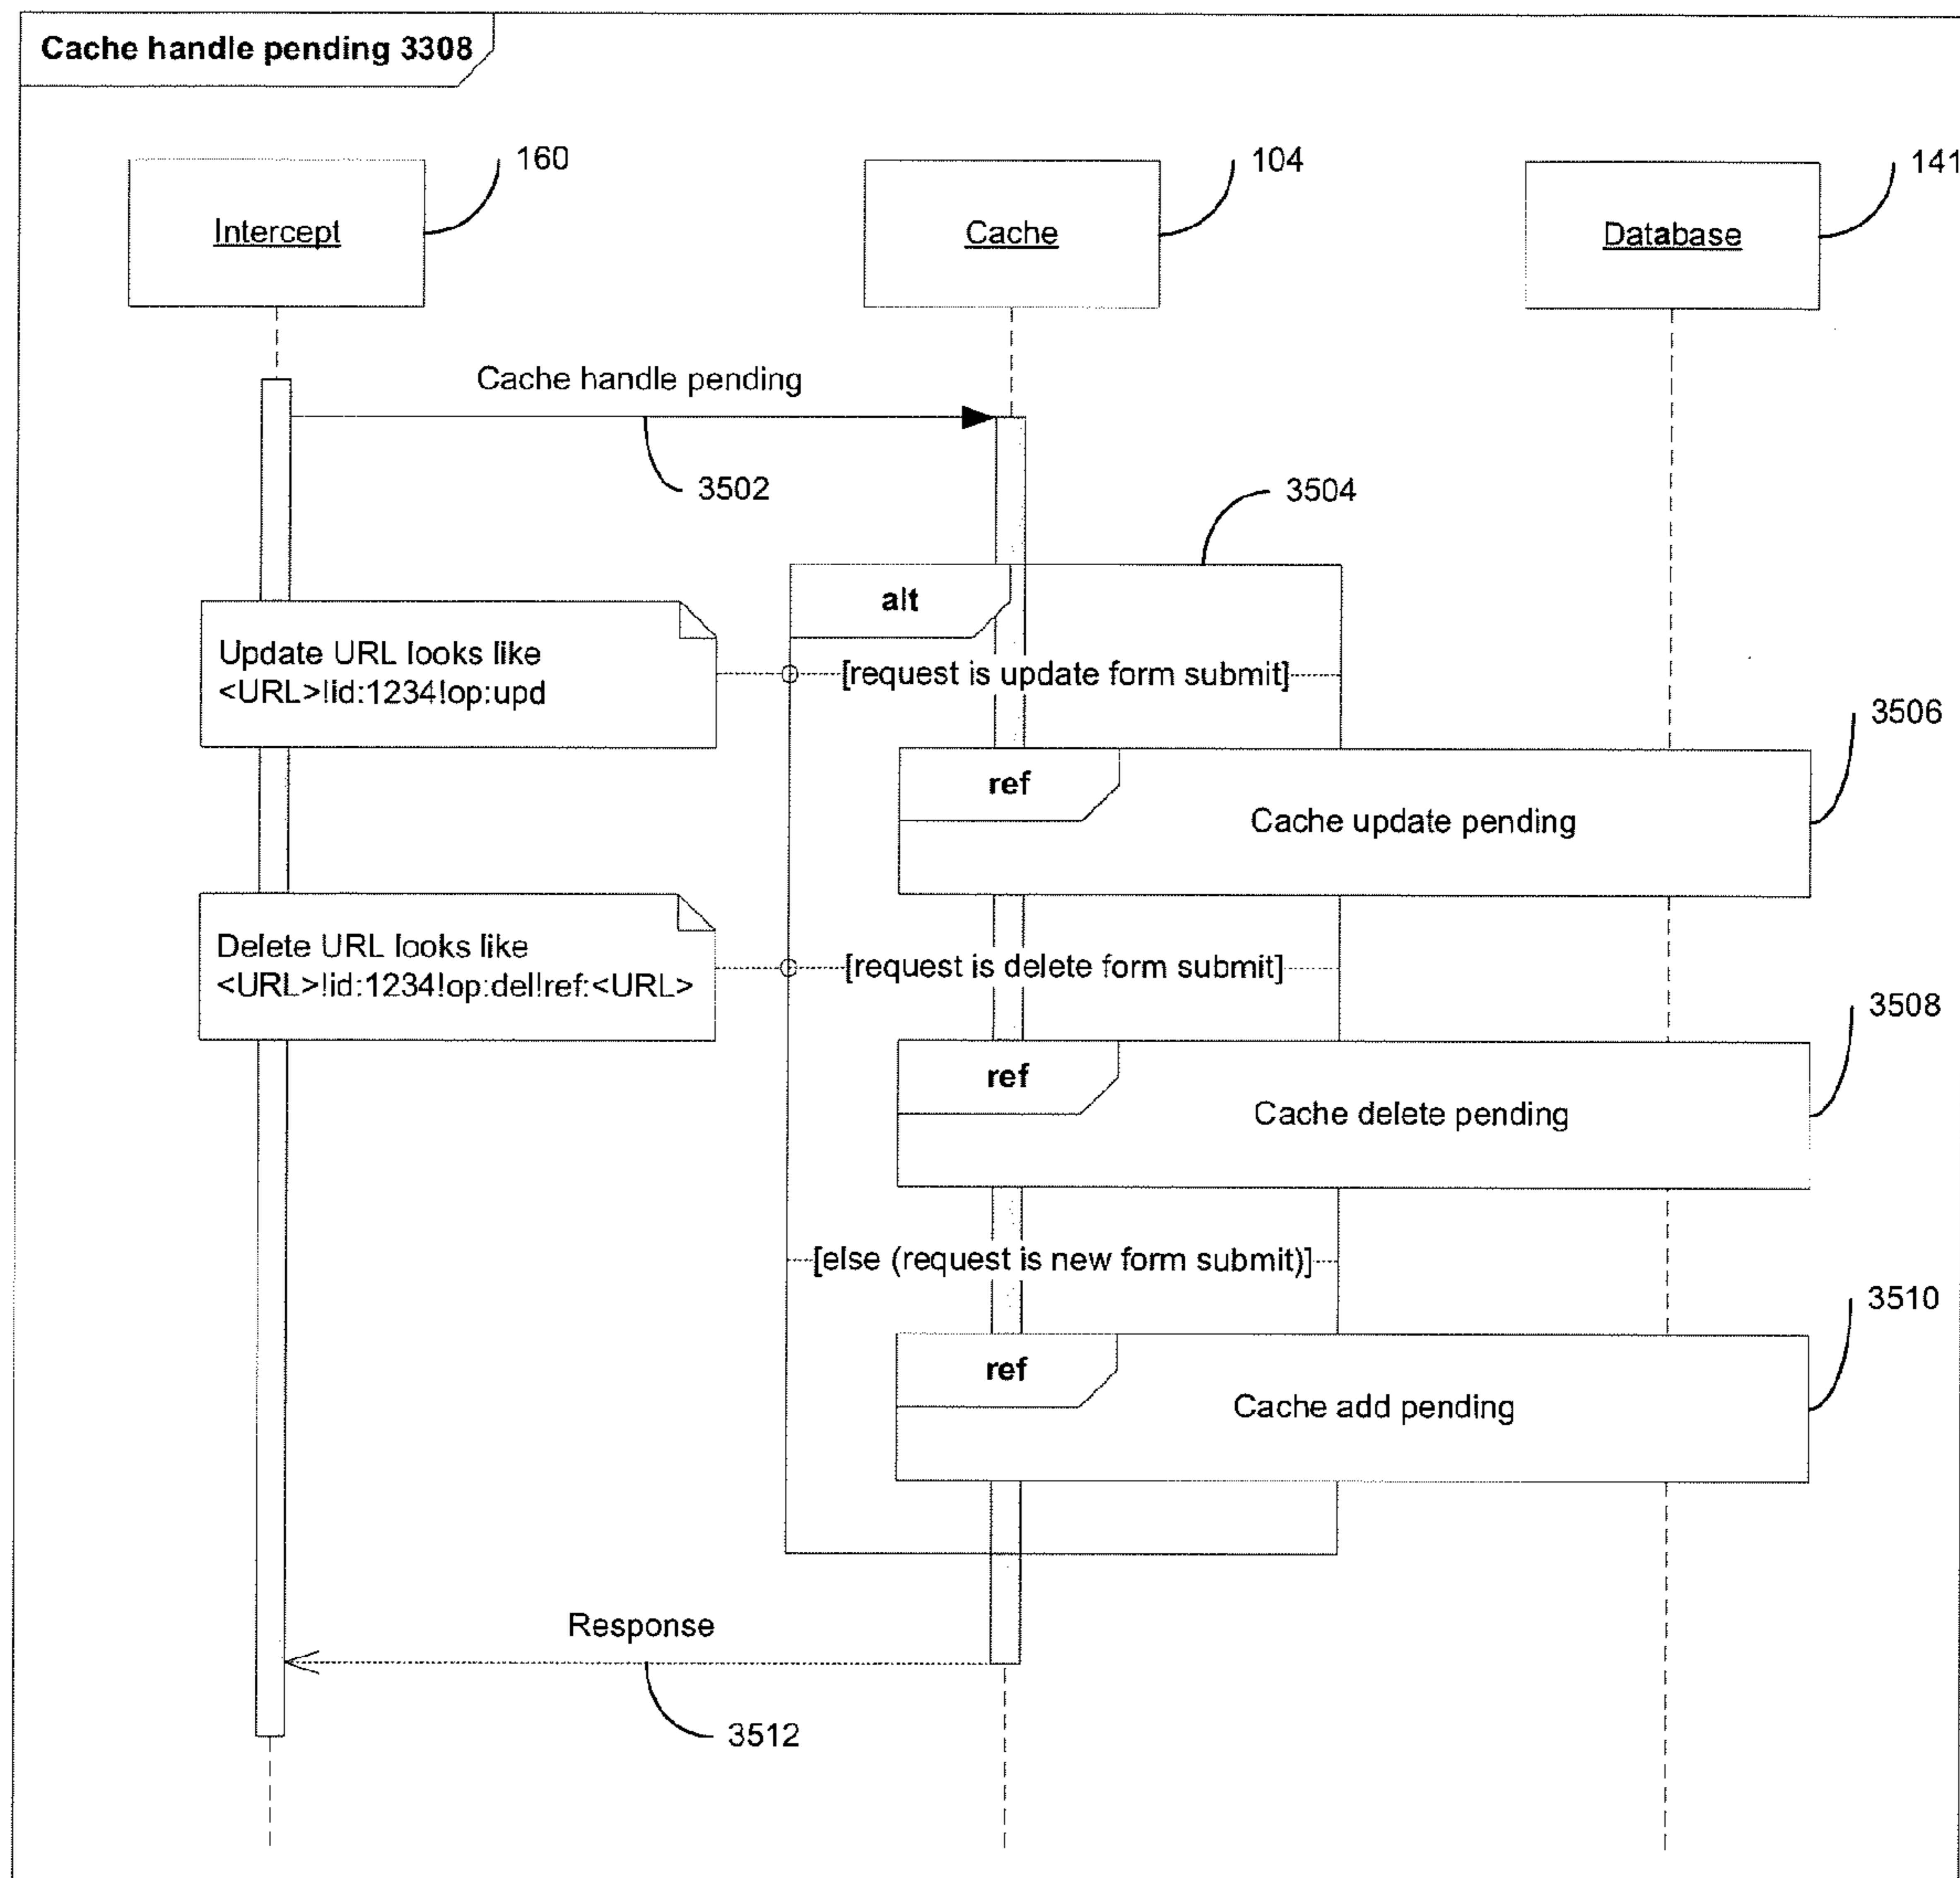 Cache handle pending 3308
160
104
141
Intercept
Cache
Database
Cache handle pending
3502
3504
alt
Update URL looks like
<URL>!id:1234!op:upd
[request is update form submit]
3506
ref
Cache update pending
Delete URL looks like
<URL>!id:1234!op:del!ref:<URL>
[request is delete form submit]
3508
ref
Cache delete pending
[else (request is new form submit)]
3510
ref
Cache add pending
Response
3512